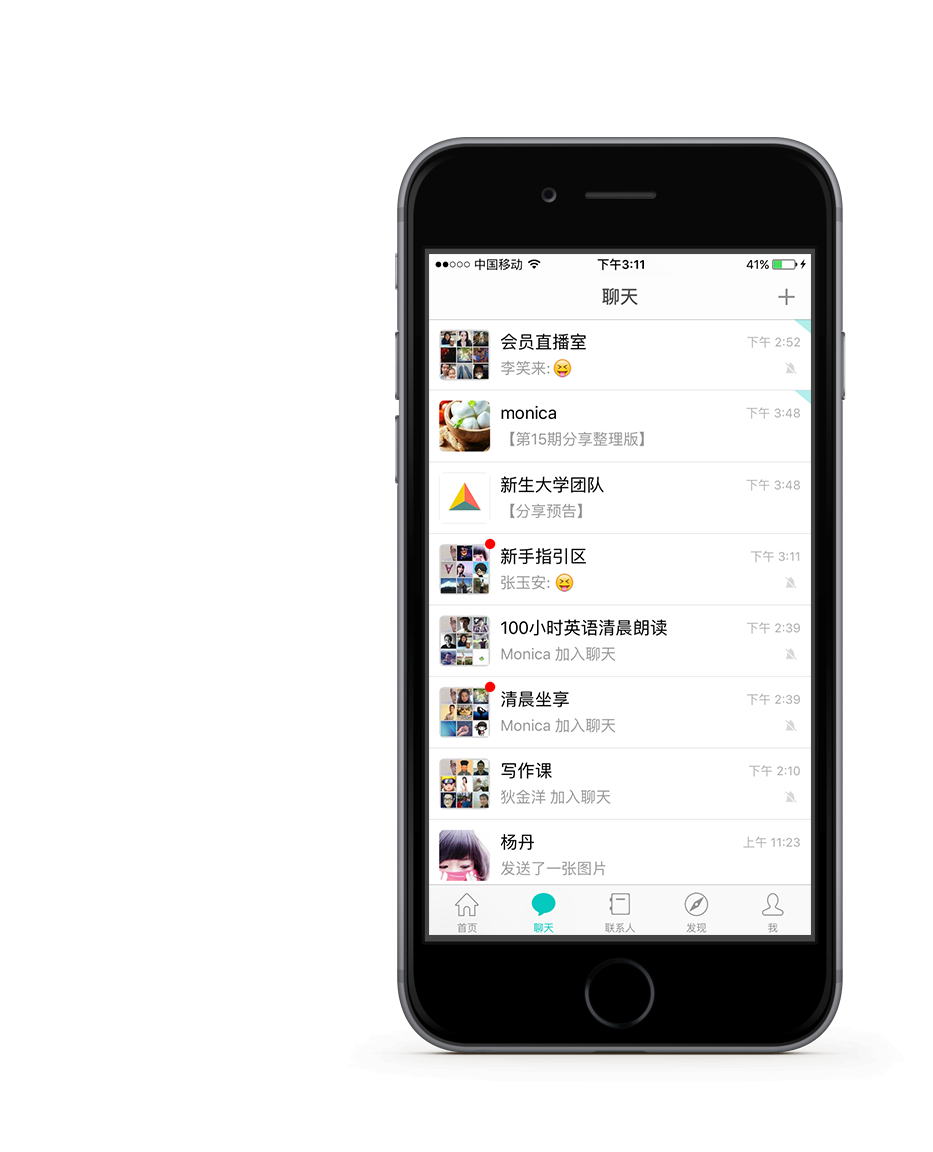 中国移动 下午3:11 41%
聊天
会员直播室 下午 2:52
李笑来: 😝
monica 下午 3:48
【第15期分享整理版】
新生大学团队 下午 3:48
【分享预告】
新手指引区 下午 3:11
张玉安: 😝
100小时英语清晨朗读 下午 2:39
Monica 加入聊天
清晨坐享 下午 2:39
Monica 加入聊天
写作课 下午 2:10
狄金洋 加入聊天
杨丹 上午 11:23
发送了一张图片
首页 聊天 联系人 发现 我